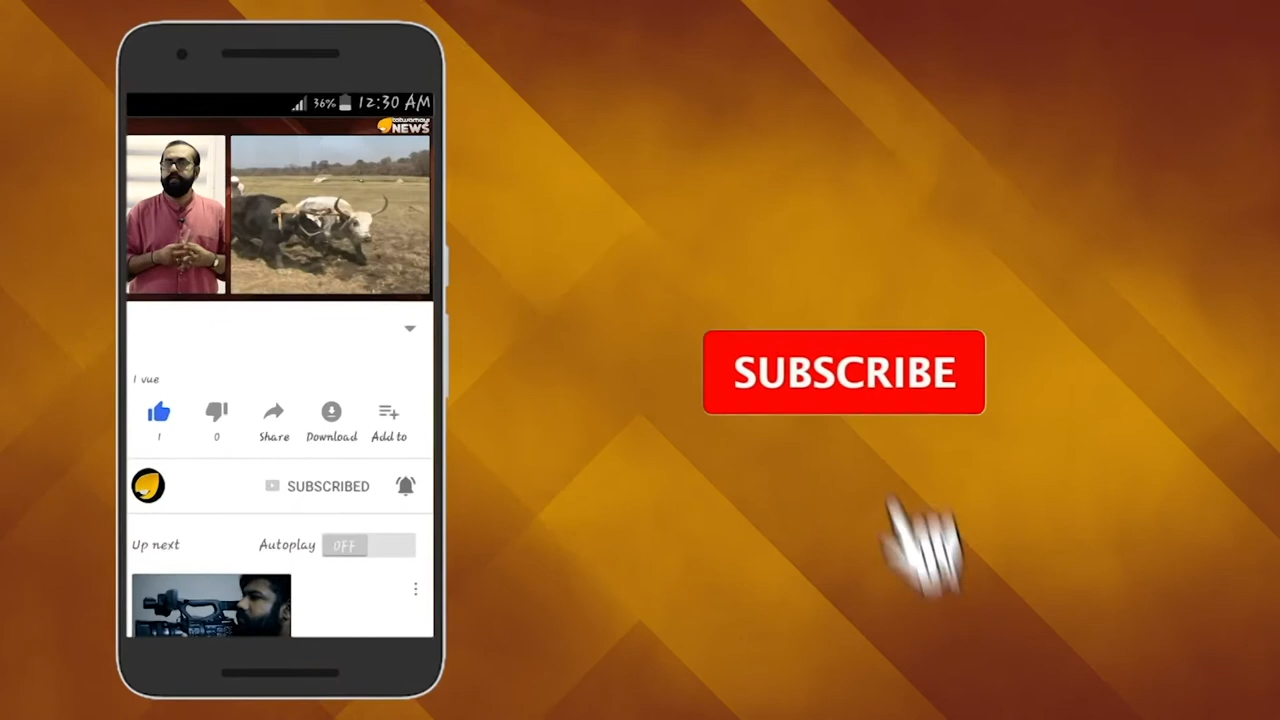 36%
12:30 AM
tatwamayi
NEWS
1 vue
1
0
Share
Download
Add to
SUBSCRIBED
Up next
Autoplay
OFF
SUBSCRIBE